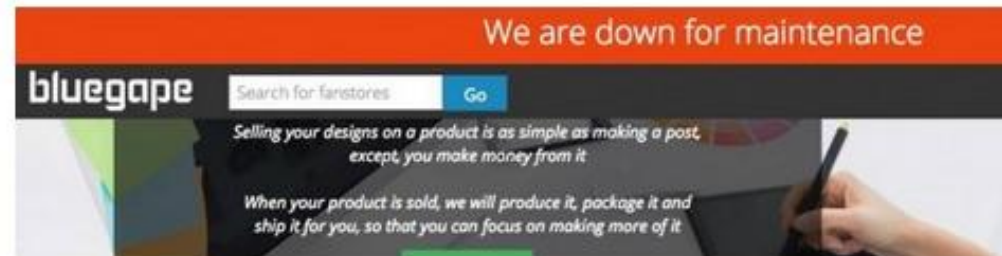 We are down for maintenance
bluegape
Search for fanstores
Go
Selling your designs on a product is as simple as making a post,
except, you make money from it
When your product is sold, we will produce it, package it and
ship it for you, so that you can focus on making more of it